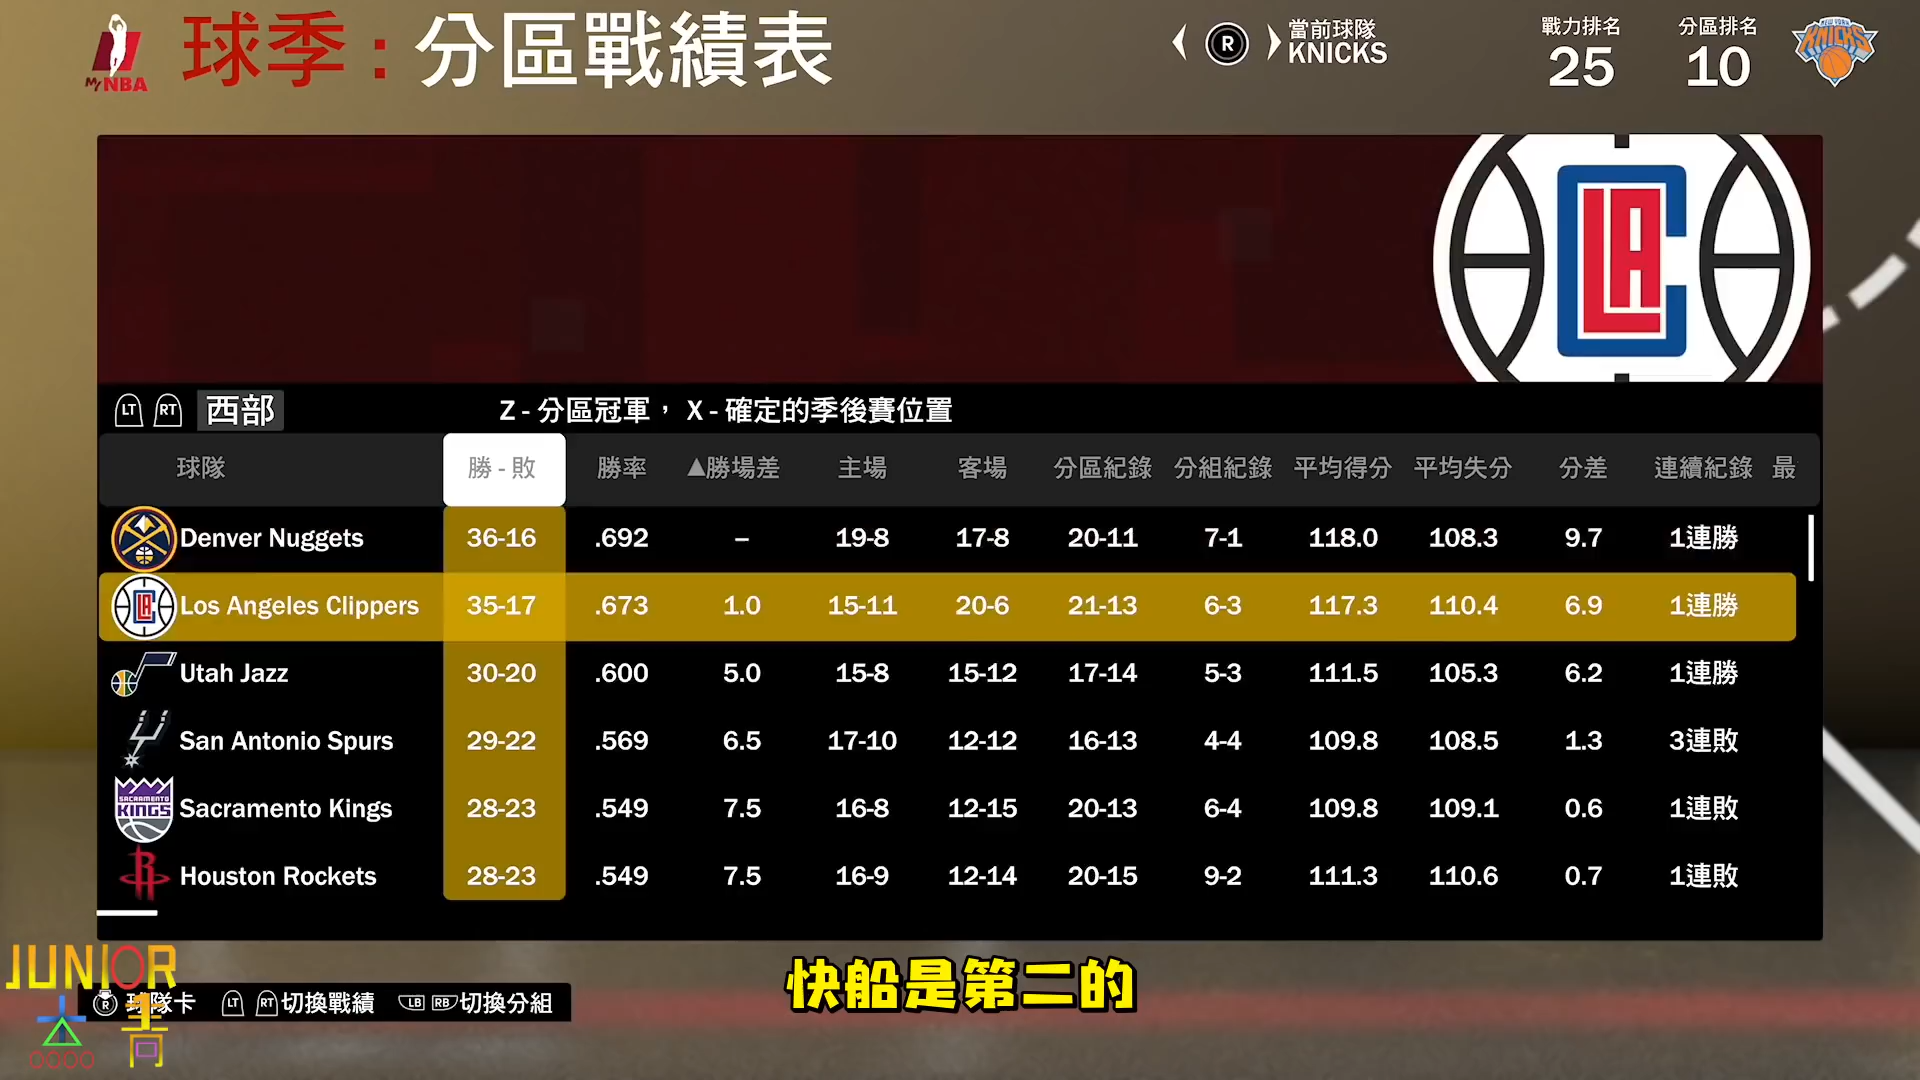 MyNBA
球季 : 分區戰績表
R
當前球隊
KNICKS
戰力排名
25
分區排名
10
NEW YORK
KNICKS
LAC
LT RT 西部
Z - 分區冠軍， X - 確定的季後賽位置
球隊 勝 - 敗 勝率 ▲勝場差 主場 客場 分區紀錄 分組紀錄 平均得分 平均失分 分差 連續紀錄 最
Denver Nuggets 36-16 .692 – 19-8 17-8 20-11 7-1 118.0 108.3 9.7 1連勝
Los Angeles Clippers 35-17 .673 1.0 15-11 20-6 21-13 6-3 117.3 110.4 6.9 1連勝
Utah Jazz 30-20 .600 5.0 15-8 15-12 17-14 5-3 111.5 105.3 6.2 1連勝
San Antonio Spurs 29-22 .569 6.5 17-10 12-12 16-13 4-4 109.8 108.5 1.3 3連敗
SACRAMENTO
KINGS
Sacramento Kings 28-23 .549 7.5 16-8 12-15 20-13 6-4 109.8 109.1 0.6 1連敗
Houston Rockets 28-23 .549 7.5 16-9 12-14 20-15 9-2 111.3 110.6 0.7 1連敗
快船是第二的
JUNIOR
R 球隊卡 LT RT 切換戰績 LB RB 切換分組